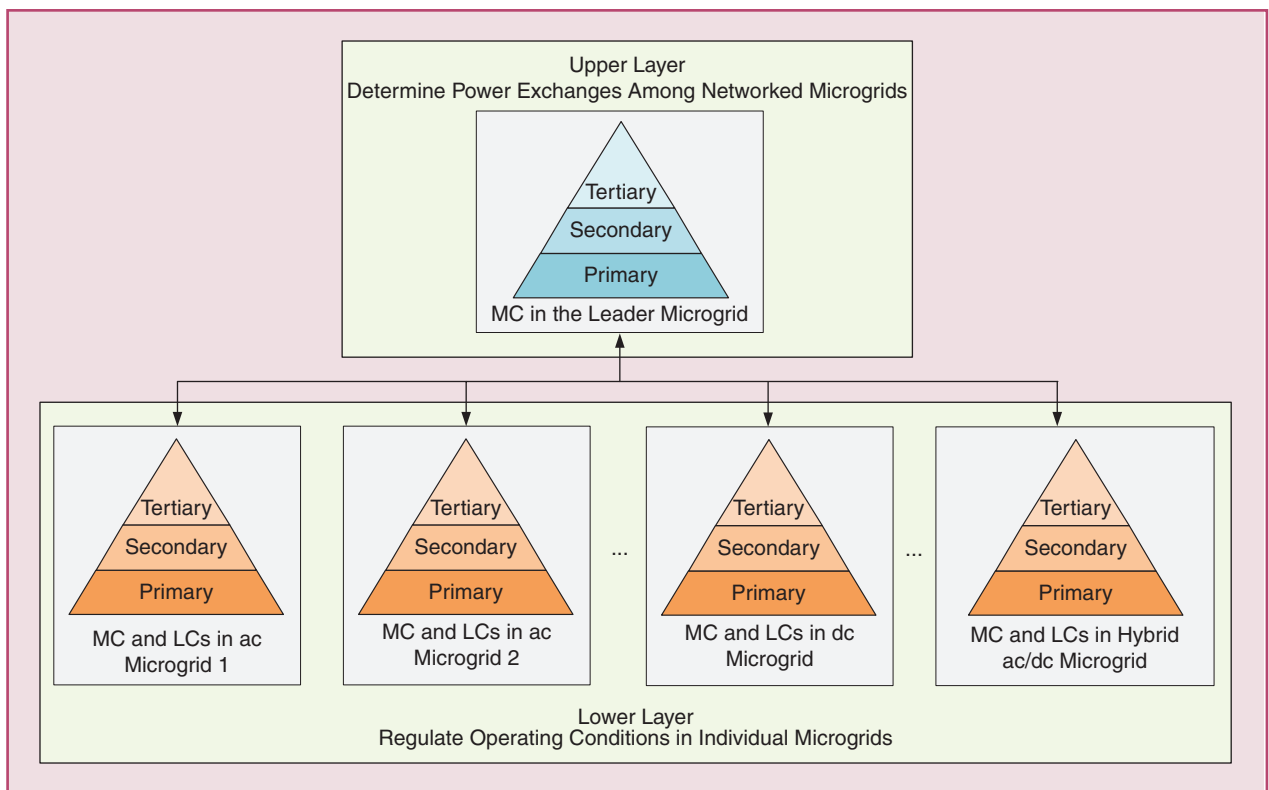 Upper Layer
Determine Power Exchanges Among Networked Microgrids
Tertiary
Secondary
Primary
MC in the Leader Microgrid
Tertiary
Secondary
Primary
MC and LCs in ac
Microgrid 1
Tertiary
Secondary
Primary
MC and LCs in ac
Microgrid 2
...
Tertiary
Secondary
Primary
MC and LCs in dc
Microgrid
...
Tertiary
Secondary
Primary
MC and LCs in Hybrid
ac/dc Microgrid
Lower Layer
Regulate Operating Conditions in Individual Microgrids